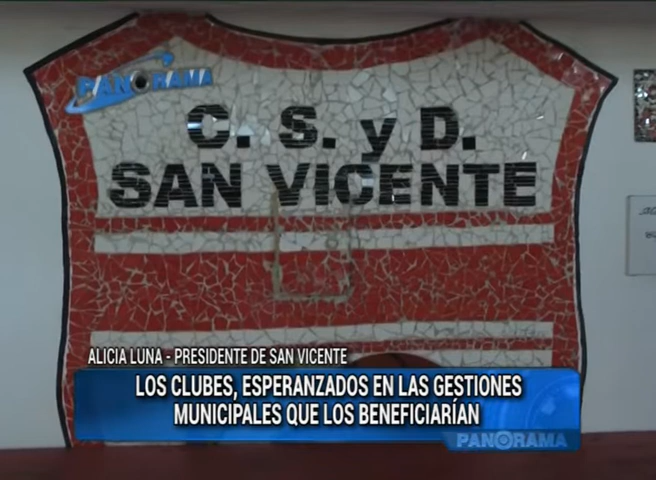 PANORAMA
C. S. y D.
SAN VICENTE
ALICIA LUNA - PRESIDENTE DE SAN VICENTE
LOS CLUBES, ESPERANZADOS EN LAS GESTIONES
MUNICIPALES QUE LOS BENEFICIARÍAN
PANORAMA